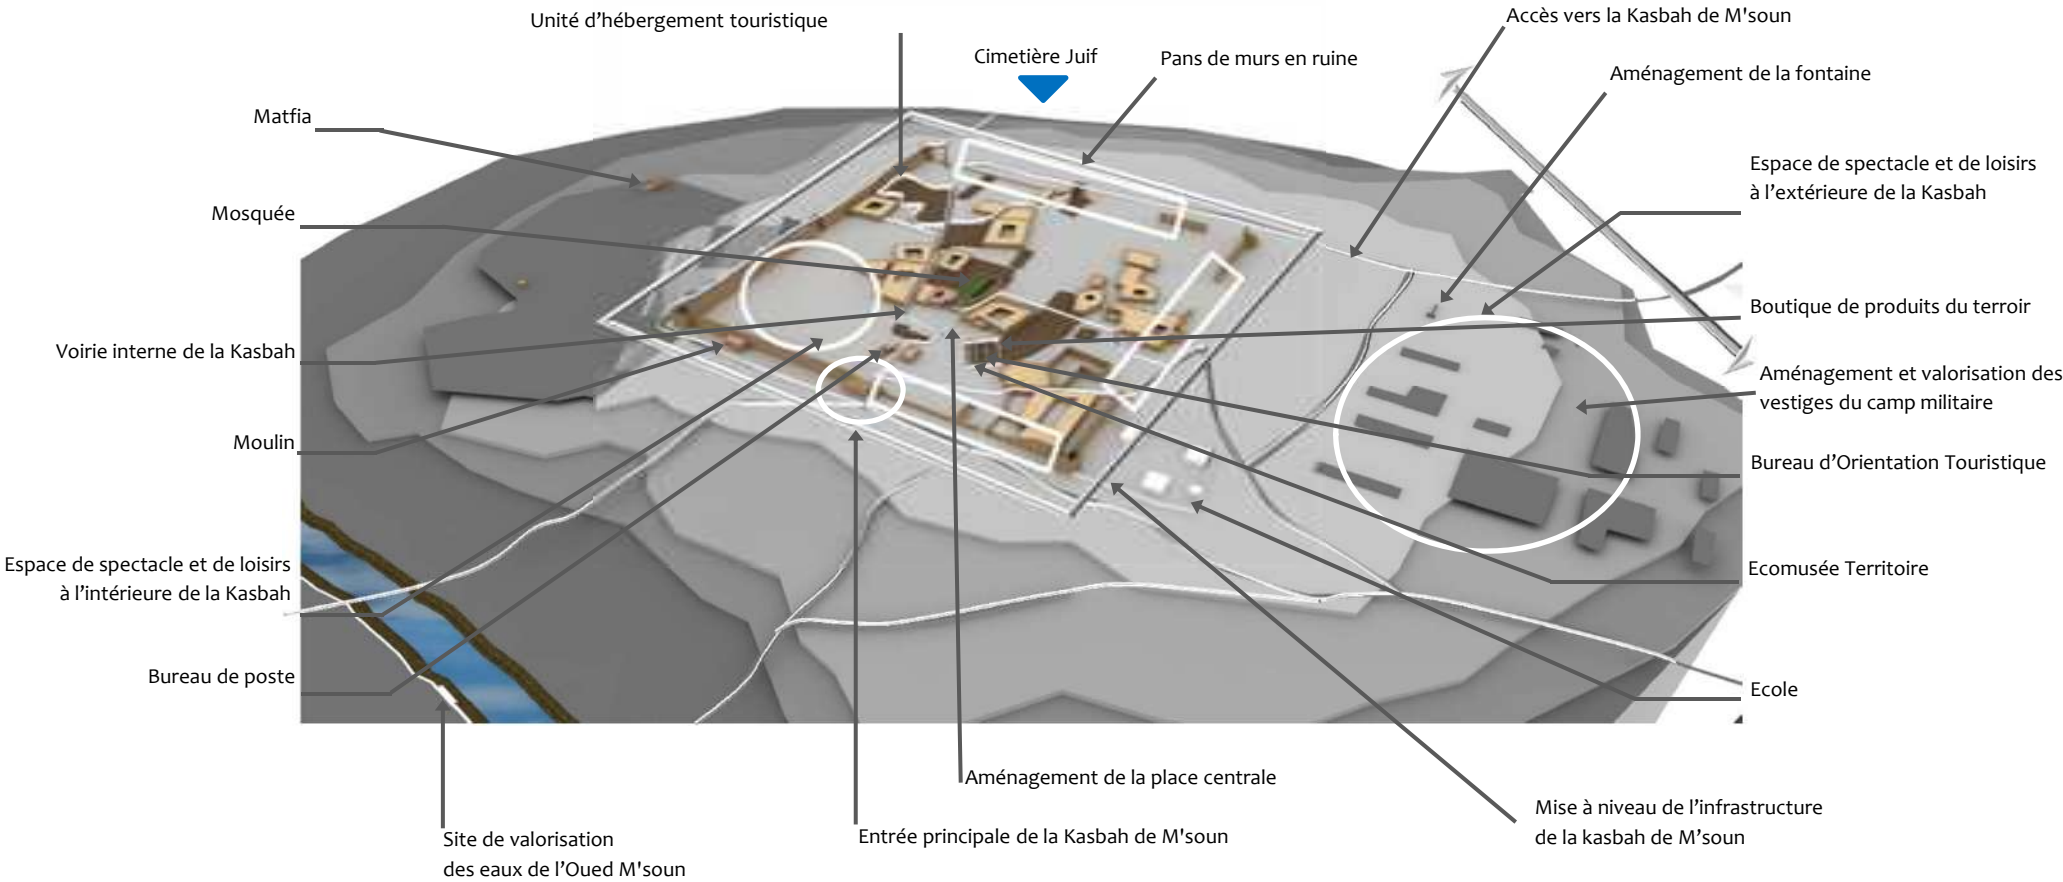 Unité d’hébergement touristique
Cimetière Juif
Pans de murs en ruine
Accès vers la Kasbah de M'soun
Aménagement de la fontaine
Matfia
Espace de spectacle et de loisirs
à l’extérieure de la Kasbah
Mosquée
Boutique de produits du terroir
Voirie interne de la Kasbah
Aménagement et valorisation des
vestiges du camp militaire
Moulin
Bureau d’Orientation Touristique
Espace de spectacle et de loisirs
à l’intérieure de la Kasbah
Ecomusée Territoire
Bureau de poste
Ecole
Aménagement de la place centrale
Site de valorisation
des eaux de l’Oued M'soun
Entrée principale de la Kasbah de M'soun
Mise à niveau de l’infrastructure
de la kasbah de M’soun